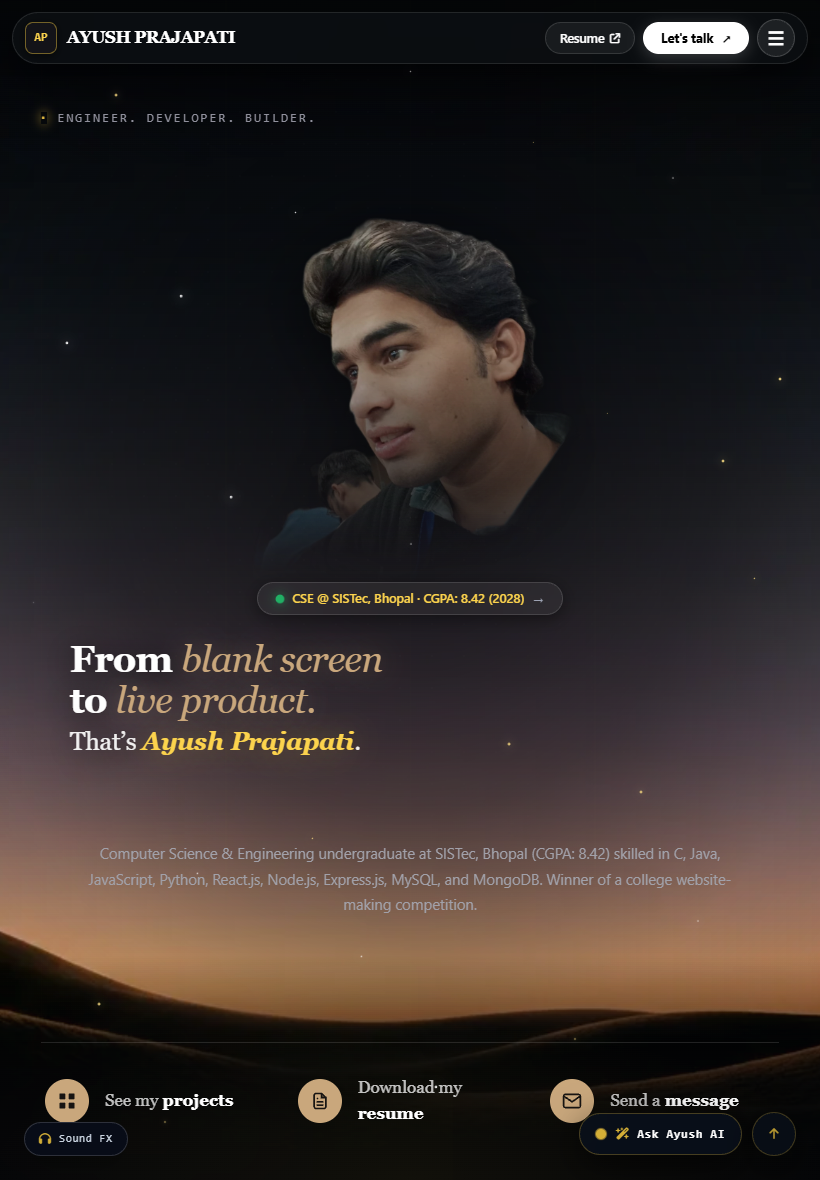 AP AYUSH PRAJAPATI Resume Let's talk ↗
• ENGINEER. DEVELOPER. BUILDER.
CSE @ SISTec, Bhopal · CGPA: 8.42 (2028) →
From blank screen
to live product.
That's Ayush Prajapati.
Computer Science & Engineering undergraduate at SISTec, Bhopal (CGPA: 8.42) skilled in C, Java,
JavaScript, Python, React.js, Node.js, Express.js, MySQL, and MongoDB. Winner of a college website-
making competition.
See my projects
Download my
resume
Send a message
Sound FX
Ask Ayush AI